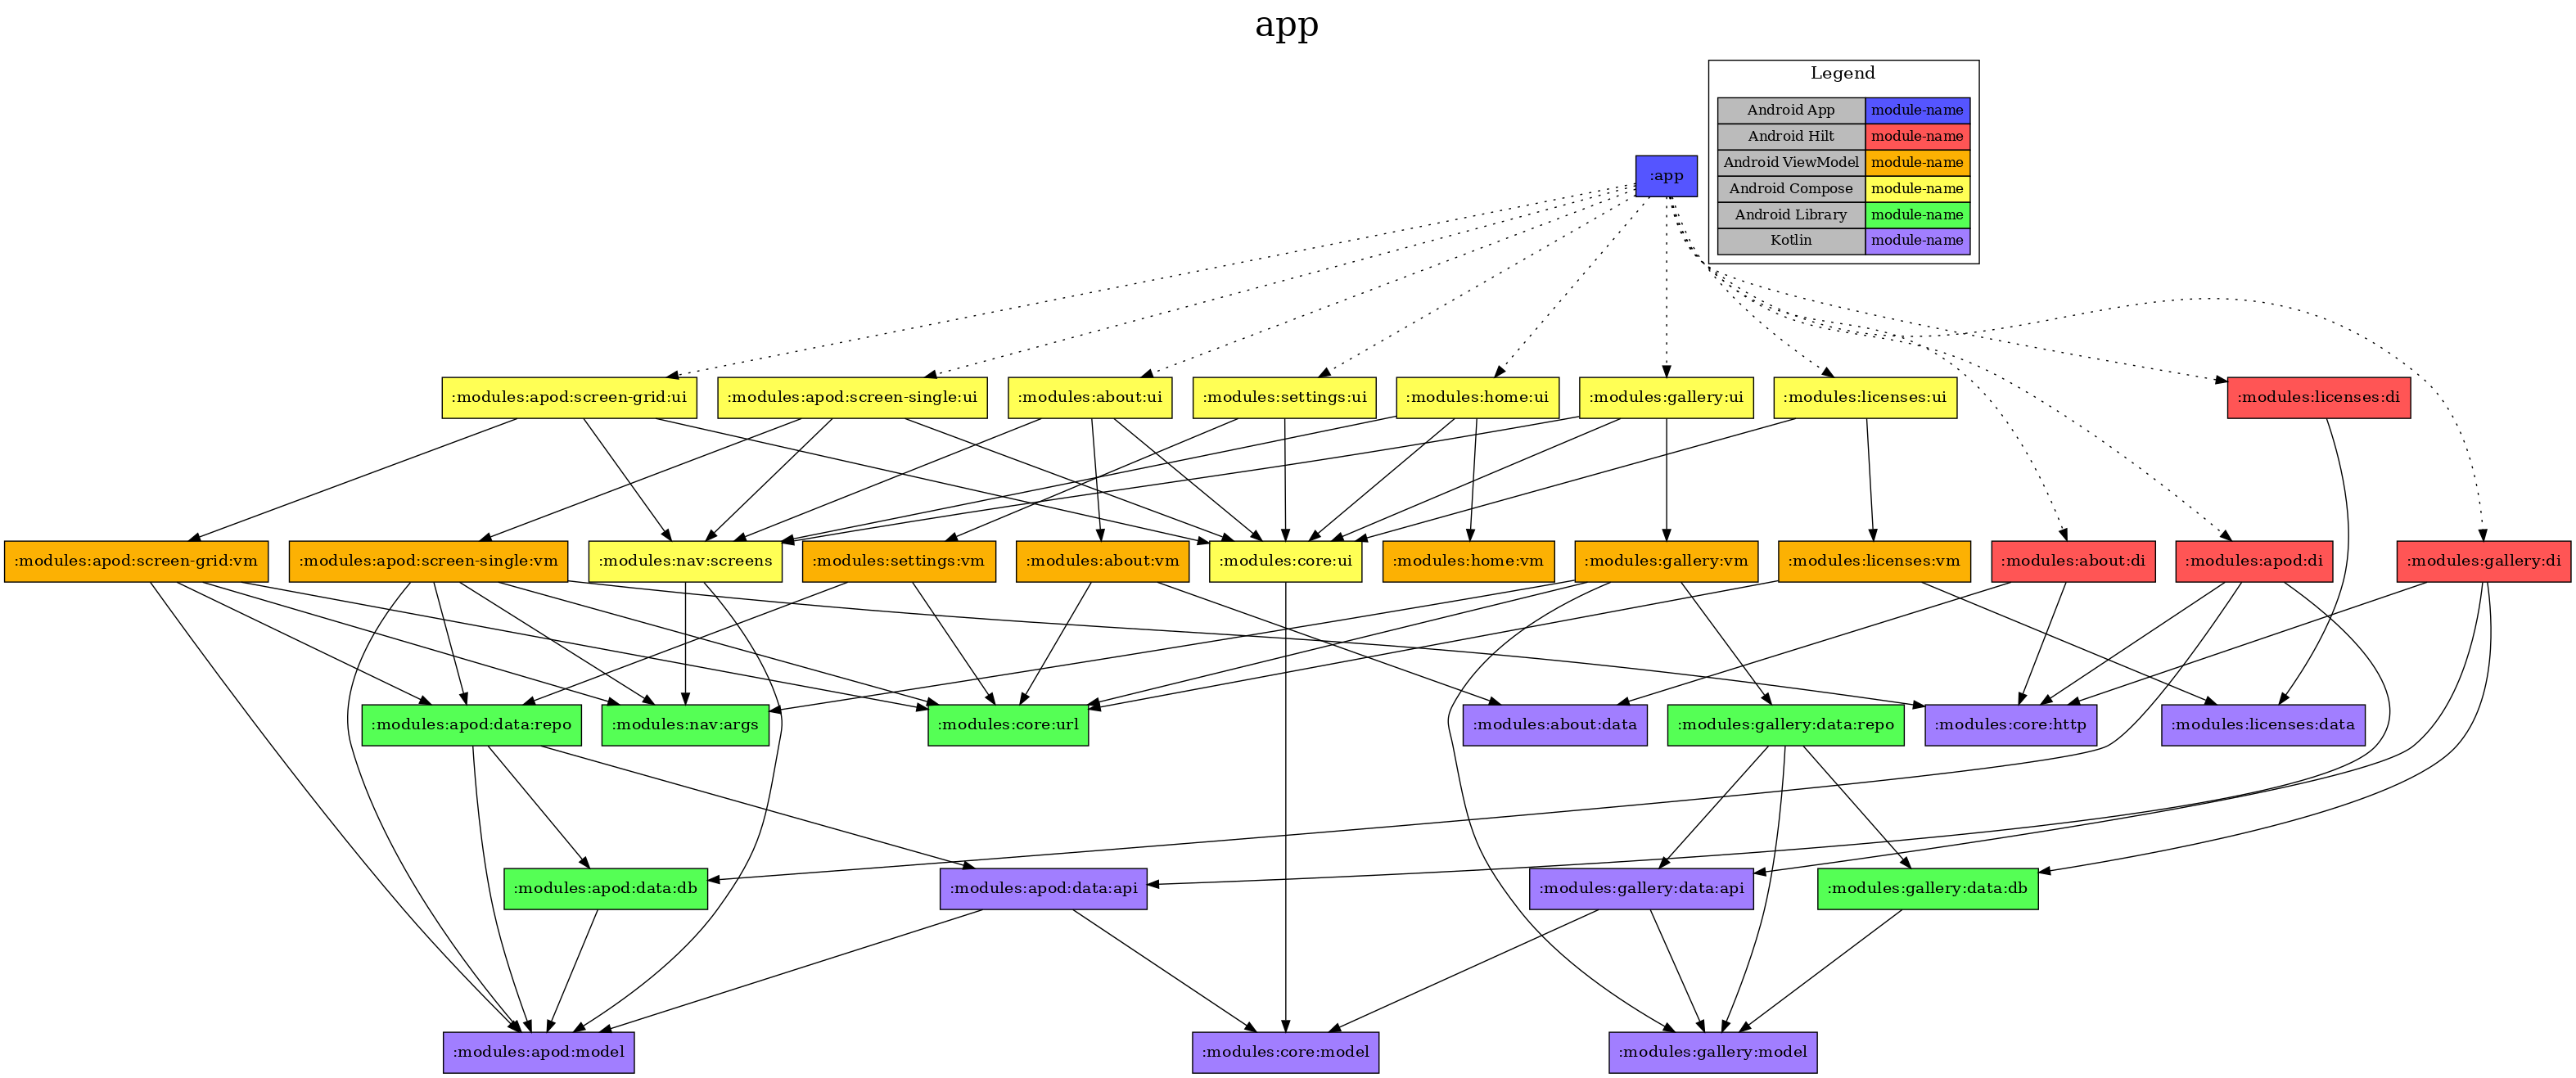 app
Legend
Android App module-name
Android Hilt module-name
Android ViewModel module-name
Android Compose module-name
Android Library module-name
Kotlin module-name
:app
:modules:apod:screen-grid:ui
:modules:apod:screen-single:ui
:modules:about:ui
:modules:settings:ui
:modules:home:ui
:modules:gallery:ui
:modules:licenses:ui
:modules:licenses:di
:modules:apod:screen-grid:vm
:modules:apod:screen-single:vm
:modules:nav:screens
:modules:settings:vm
:modules:about:vm
:modules:core:ui
:modules:home:vm
:modules:gallery:vm
:modules:licenses:vm
:modules:about:di
:modules:apod:di
:modules:gallery:di
:modules:apod:data:repo
:modules:nav:args
:modules:core:url
:modules:about:data
:modules:gallery:data:repo
:modules:core:http
:modules:licenses:data
:modules:apod:data:db
:modules:apod:data:api
:modules:gallery:data:api
:modules:gallery:data:db
:modules:apod:model
:modules:core:model
:modules:gallery:model